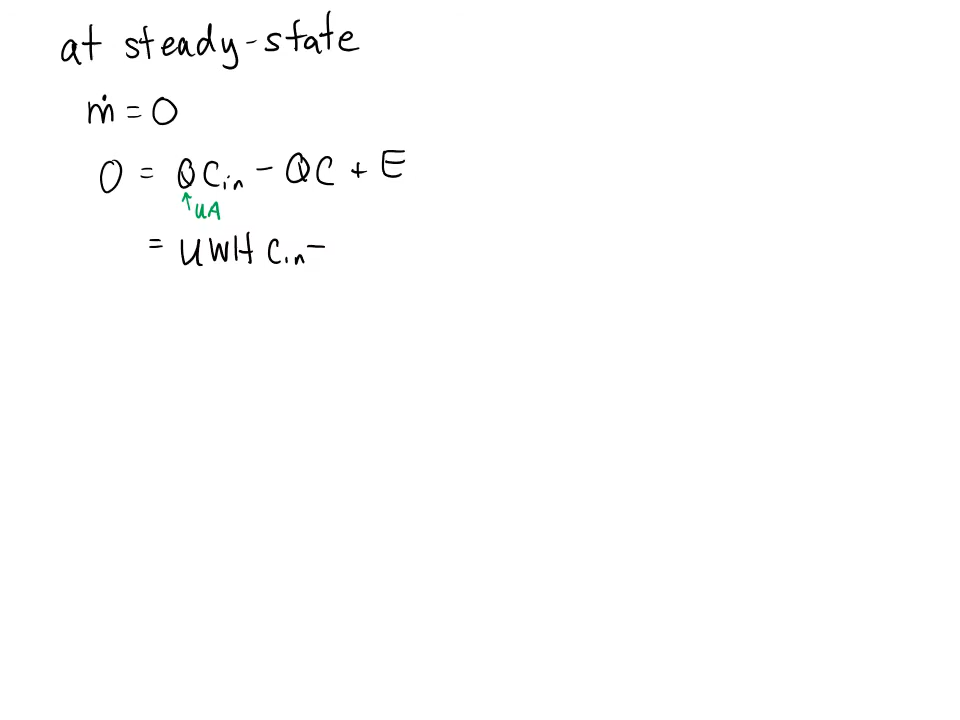 at steady-state
ṁ = 0
0 = QCin - QC + E
↑uA
= uWH Cin-